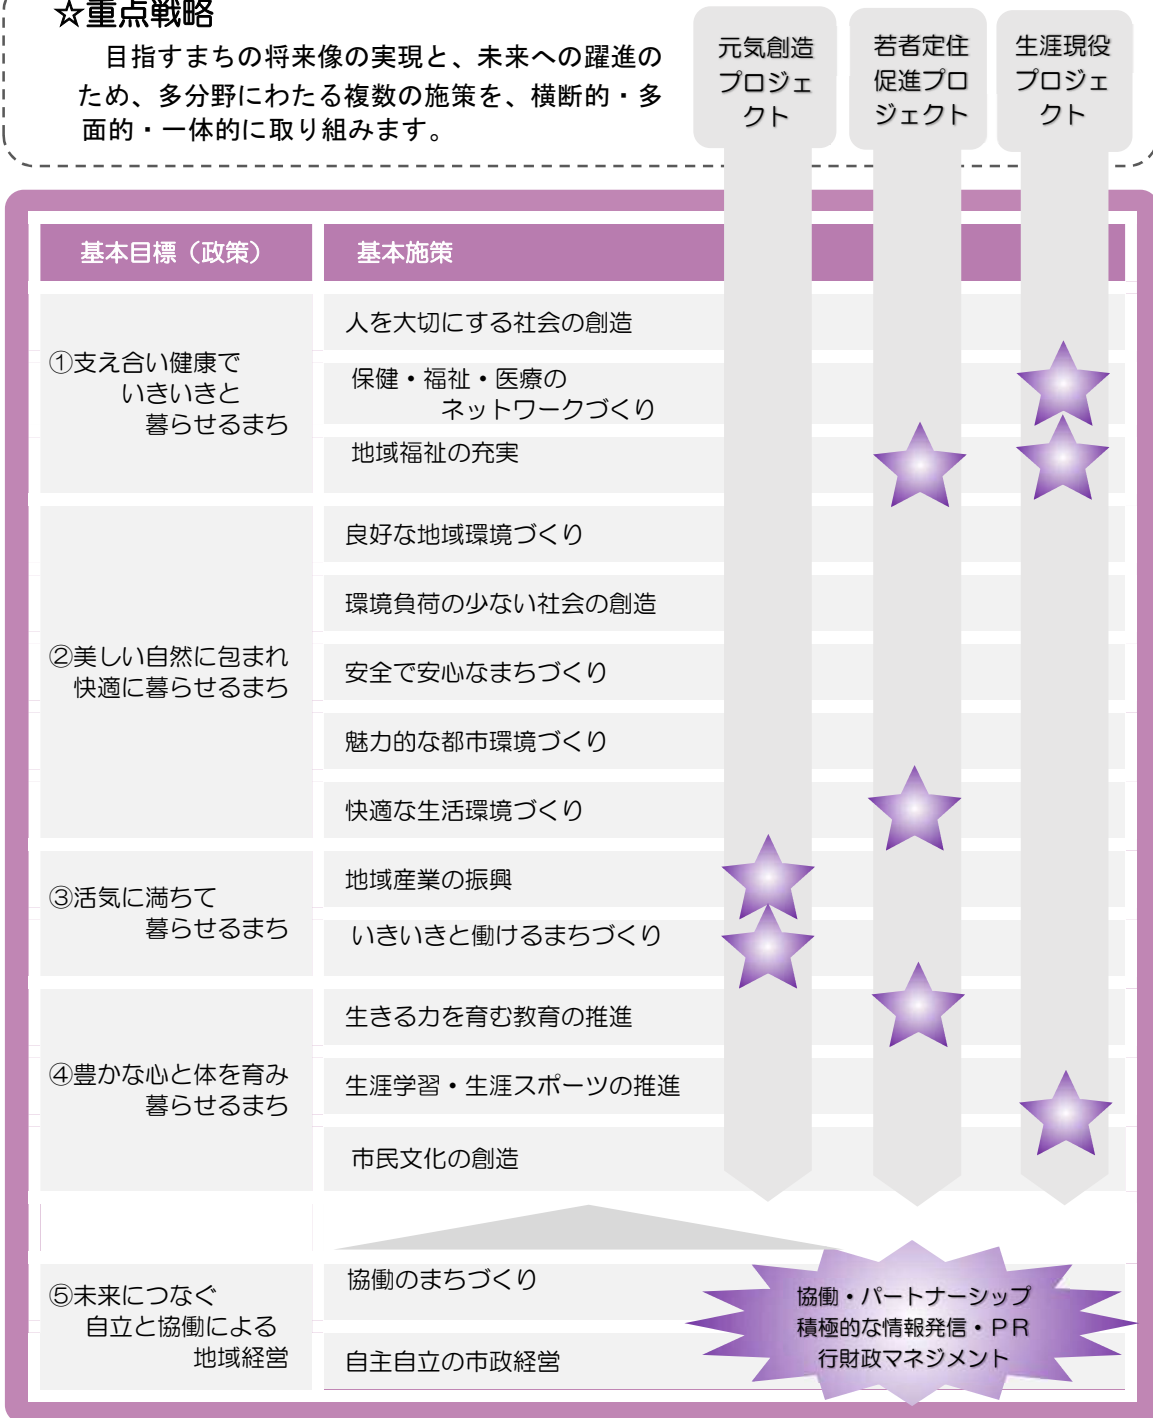 ☆重点戦略
目指すまちの将来像の実現と、未来への躍進の
ため、多分野にわたる複数の施策を、横断的・多
面的・一体的に取り組みます。
元気創造
プロジェ
クト
若者定住
促進プロ
ジェクト
生涯現役
プロジェ
クト
基本目標（政策）
基本施策
①支え合い健康で
いきいきと
暮らせるまち
人を大切にする社会の創造
保健・福祉・医療の
ネットワークづくり
地域福祉の充実
②美しい自然に包まれ
快適に暮らせるまち
良好な地域環境づくり
環境負荷の少ない社会の創造
安全で安心なまちづくり
魅力的な都市環境づくり
快適な生活環境づくり
③活気に満ちて
暮らせるまち
地域産業の振興
いきいきと働けるまちづくり
④豊かな心と体を育み
暮らせるまち
生きる力を育む教育の推進
生涯学習・生涯スポーツの推進
市民文化の創造
⑤未来につなぐ
自立と協働による
地域経営
協働のまちづくり
自主自立の市政経営
協働・パートナーシップ
積極的な情報発信・ＰＲ
行財政マネジメント